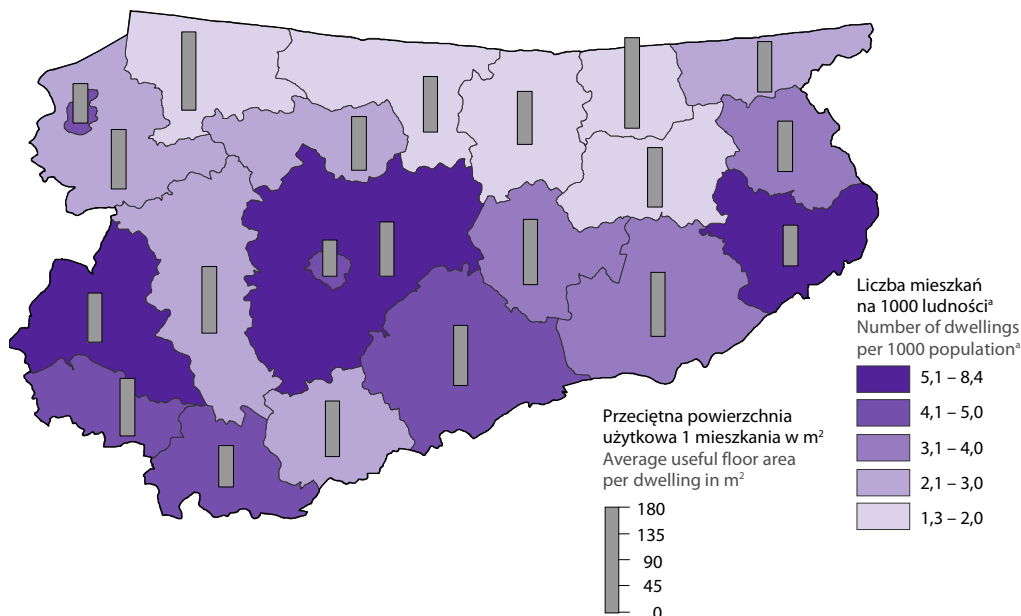 Liczba mieszkań
na 1000 ludnościᵃ
Number of dwellings
per 1000 populationᵃ
5,1 – 8,4
4,1 – 5,0
3,1 – 4,0
2,1 – 3,0
1,3 – 2,0
Przeciętna powierzchnia
użytkowa 1 mieszkania w m²
Average useful floor area
per dwelling in m²
180
135
90
45
0